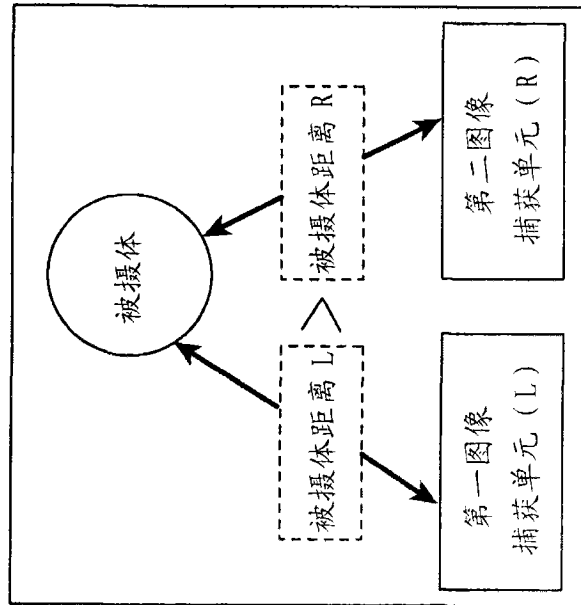 被摄体
被摄体距离 L > 被摄体距离 R
第一图像
捕获单元(L)
第二图像
捕获单元(R)